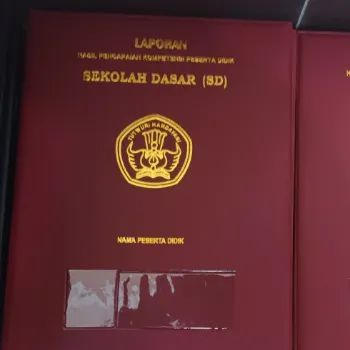 LAPORAN
HASIL PENCAPAIAN KOMPETENSI PESERTA DIDIK
SEKOLAH DASAR (SD)
TUT WURI HANDAYANI
NAMA PESERTA DIDIK